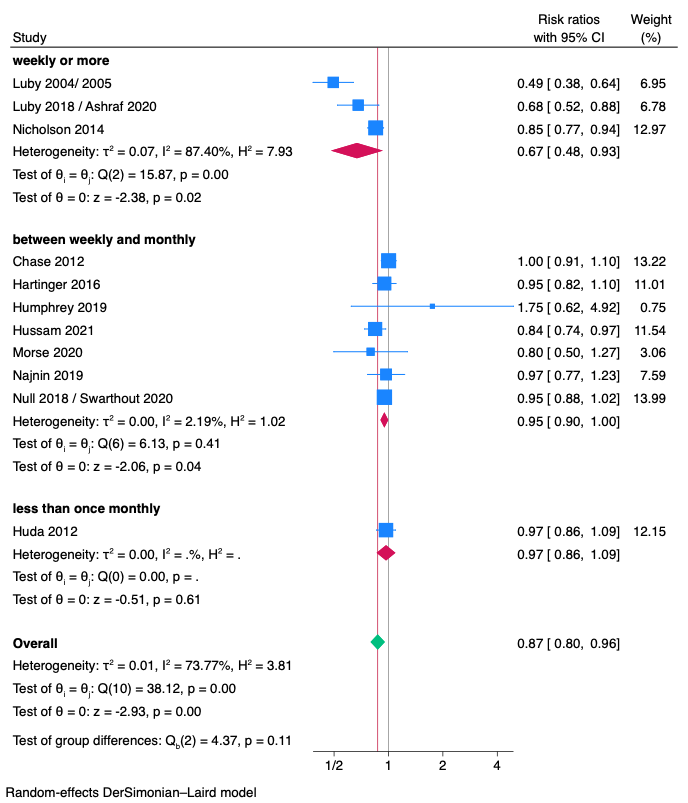 Risk ratios Weight
Study with 95% CI (%)
weekly or more
Luby 2004/ 2005 0.49 [ 0.38, 0.64] 6.95
Luby 2018 / Ashraf 2020 0.68 [ 0.52, 0.88] 6.78
Nicholson 2014 0.85 [ 0.77, 0.94] 12.97
Heterogeneity: τ² = 0.07, I² = 87.40%, H² = 7.93 0.67 [ 0.48, 0.93]
Test of θᵢ = θⱼ: Q(2) = 15.87, p = 0.00
Test of θ = 0: z = -2.38, p = 0.02
between weekly and monthly
Chase 2012 1.00 [ 0.91, 1.10] 13.22
Hartinger 2016 0.95 [ 0.82, 1.10] 11.01
Humphrey 2019 1.75 [ 0.62, 4.92] 0.75
Hussam 2021 0.84 [ 0.74, 0.97] 11.54
Morse 2020 0.80 [ 0.50, 1.27] 3.06
Najnin 2019 0.97 [ 0.77, 1.23] 7.59
Null 2018 / Swarthout 2020 0.95 [ 0.88, 1.02] 13.99
Heterogeneity: τ² = 0.00, I² = 2.19%, H² = 1.02 0.95 [ 0.90, 1.00]
Test of θᵢ = θⱼ: Q(6) = 6.13, p = 0.41
Test of θ = 0: z = -2.06, p = 0.04
less than once monthly
Huda 2012 0.97 [ 0.86, 1.09] 12.15
Heterogeneity: τ² = 0.00, I² = .%, H² = . 0.97 [ 0.86, 1.09]
Test of θᵢ = θⱼ: Q(0) = 0.00, p = .
Test of θ = 0: z = -0.51, p = 0.61
Overall 0.87 [ 0.80, 0.96]
Heterogeneity: τ² = 0.01, I² = 73.77%, H² = 3.81
Test of θᵢ = θⱼ: Q(10) = 38.12, p = 0.00
Test of θ = 0: z = -2.93, p = 0.00
Test of group differences: Q_b(2) = 4.37, p = 0.11
1/2 1 2 4
Random-effects DerSimonian–Laird model